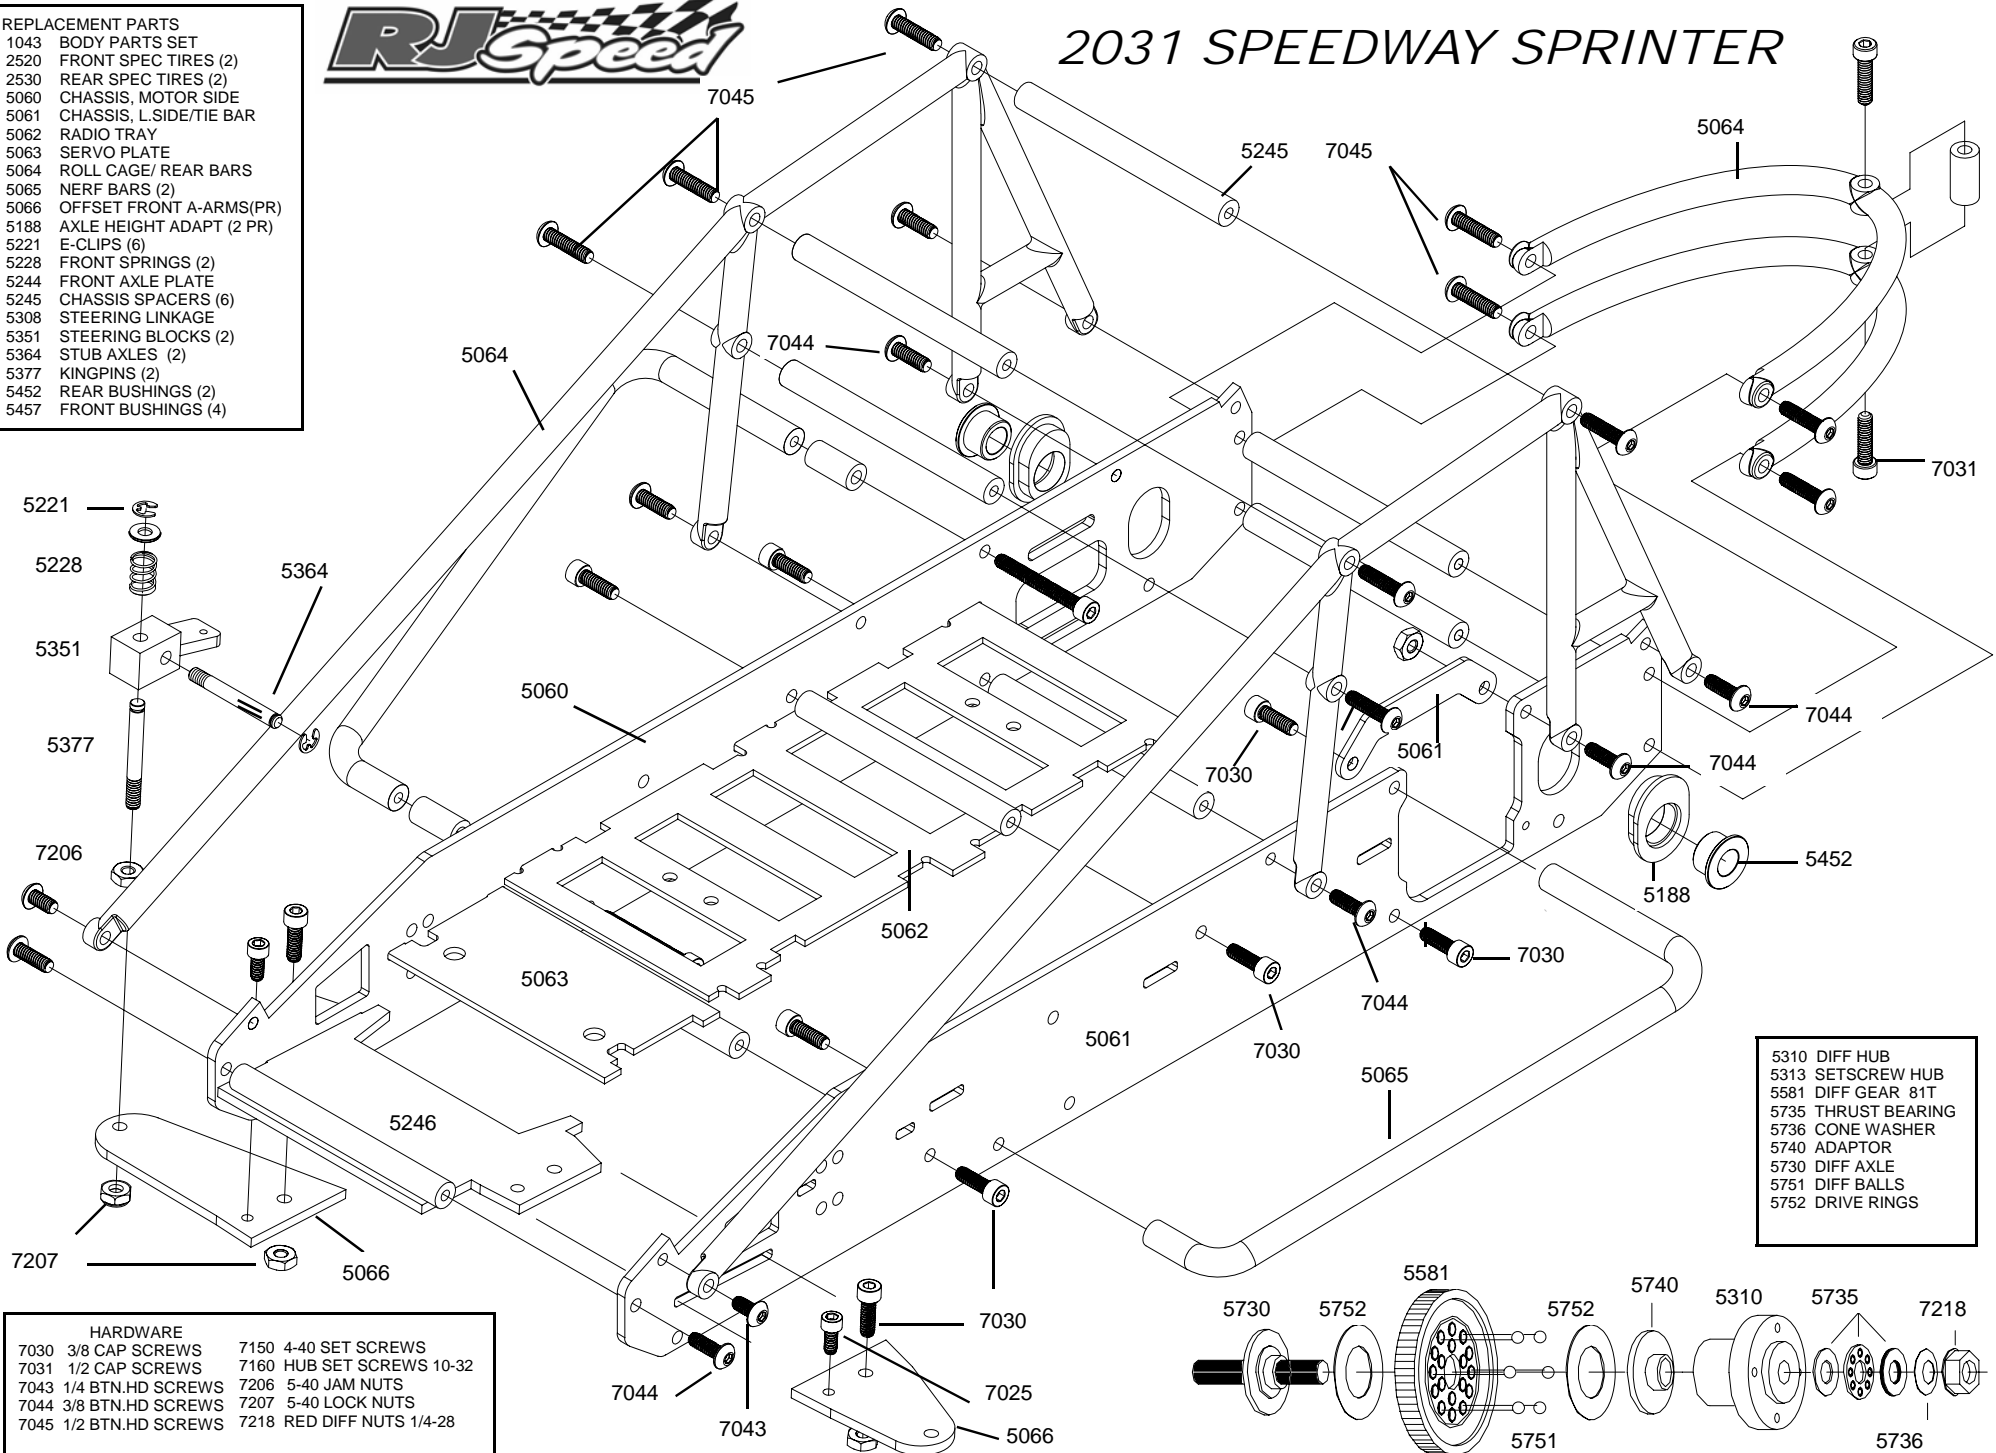 REPLACEMENT PARTS
1043 BODY PARTS SET
2520 FRONT SPEC TIRES (2)
2530 REAR SPEC TIRES (2)
5060 CHASSIS, MOTOR SIDE
5061 CHASSIS, L.SIDE/TIE BAR
5062 RADIO TRAY
5063 SERVO PLATE
5064 ROLL CAGE/ REAR BARS
5065 NERF BARS (2)
5066 OFFSET FRONT A-ARMS(PR)
5188 AXLE HEIGHT ADAPT (2 PR)
5221 E-CLIPS (6)
5228 FRONT SPRINGS (2)
5244 FRONT AXLE PLATE
5245 CHASSIS SPACERS (6)
5308 STEERING LINKAGE
5351 STEERING BLOCKS (2)
5364 STUB AXLES (2)
5377 KINGPINS (2)
5452 REAR BUSHINGS (2)
5457 FRONT BUSHINGS (4)
RJ Speed
2031 SPEEDWAY SPRINTER
7045
5245
7045
5064
5064
7044
7031
5221
5228
5364
5351
5060
5377
7030
5061
7044
7044
7206
5452
5188
5062
5063
7030
7044
7030
5061
5065
5246
7207
5066
7030
7044
7043
7025
5066
5310 DIFF HUB
5313 SETSCREW HUB
5581 DIFF GEAR 81T
5735 THRUST BEARING
5736 CONE WASHER
5740 ADAPTOR
5730 DIFF AXLE
5751 DIFF BALLS
5752 DRIVE RINGS
5730
5752
5581
5752
5740
5310
5735
7218
5751
5736
HARDWARE
7030 3/8 CAP SCREWS
7031 1/2 CAP SCREWS
7043 1/4 BTN.HD SCREWS
7044 3/8 BTN.HD SCREWS
7045 1/2 BTN.HD SCREWS
7150 4-40 SET SCREWS
7160 HUB SET SCREWS 10-32
7206 5-40 JAM NUTS
7207 5-40 LOCK NUTS
7218 RED DIFF NUTS 1/4-28